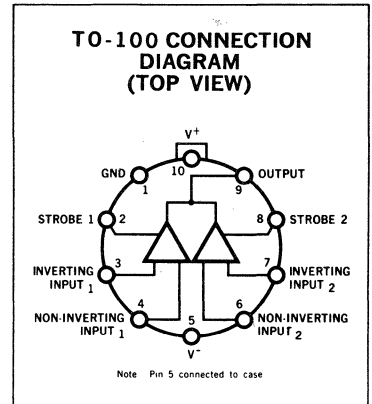 TO-100 CONNECTION
DIAGRAM
(TOP VIEW)
V+
10
GND
1
OUTPUT
9
STROBE 1
2
8
STROBE 2
3
INVERTING
INPUT 1
7
INVERTING
INPUT 2
4
NON-INVERTING
INPUT 1
5
6
NON-INVERTING
INPUT 2
V-
Note Pin 5 connected to case